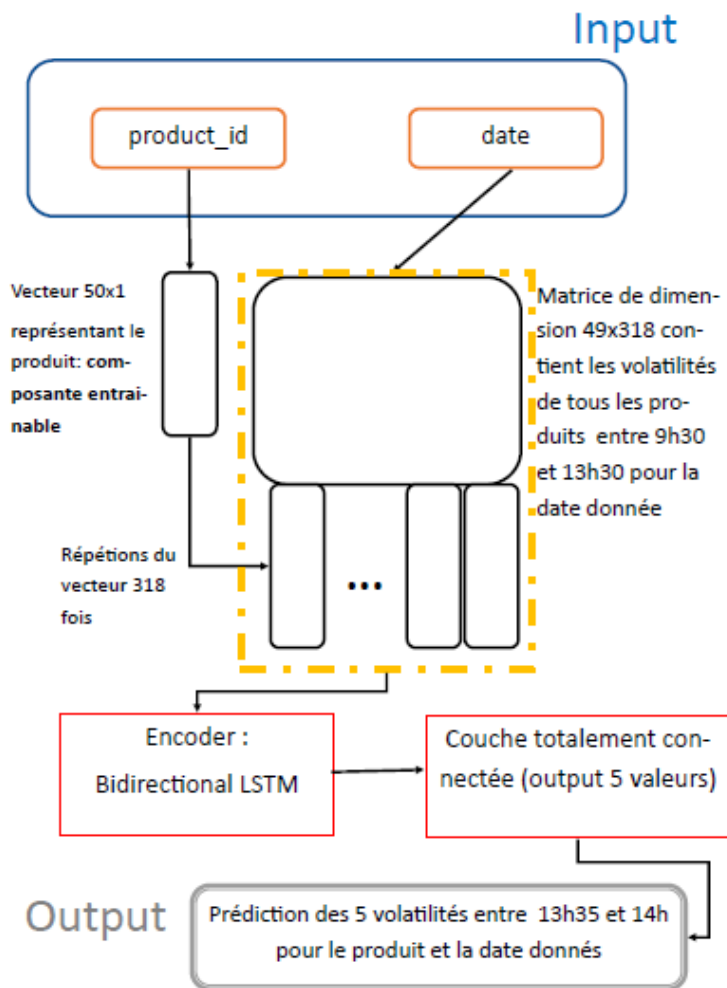 Input
product_id
date
Vecteur 50x1
représentant le
produit: com-
posante entrai-
nable
Matrice de dimen-
sion 49x318 con-
tient les volatilités
de tous les pro-
duits entre 9h30
et 13h30 pour la
date donnée
Répétions du
vecteur 318
fois
...
Encoder :
Bidirectional LSTM
Couche totalement con-
nectée (output 5 valeurs)
Output
Prédiction des 5 volatilités entre 13h35 et 14h
pour le produit et la date donnés